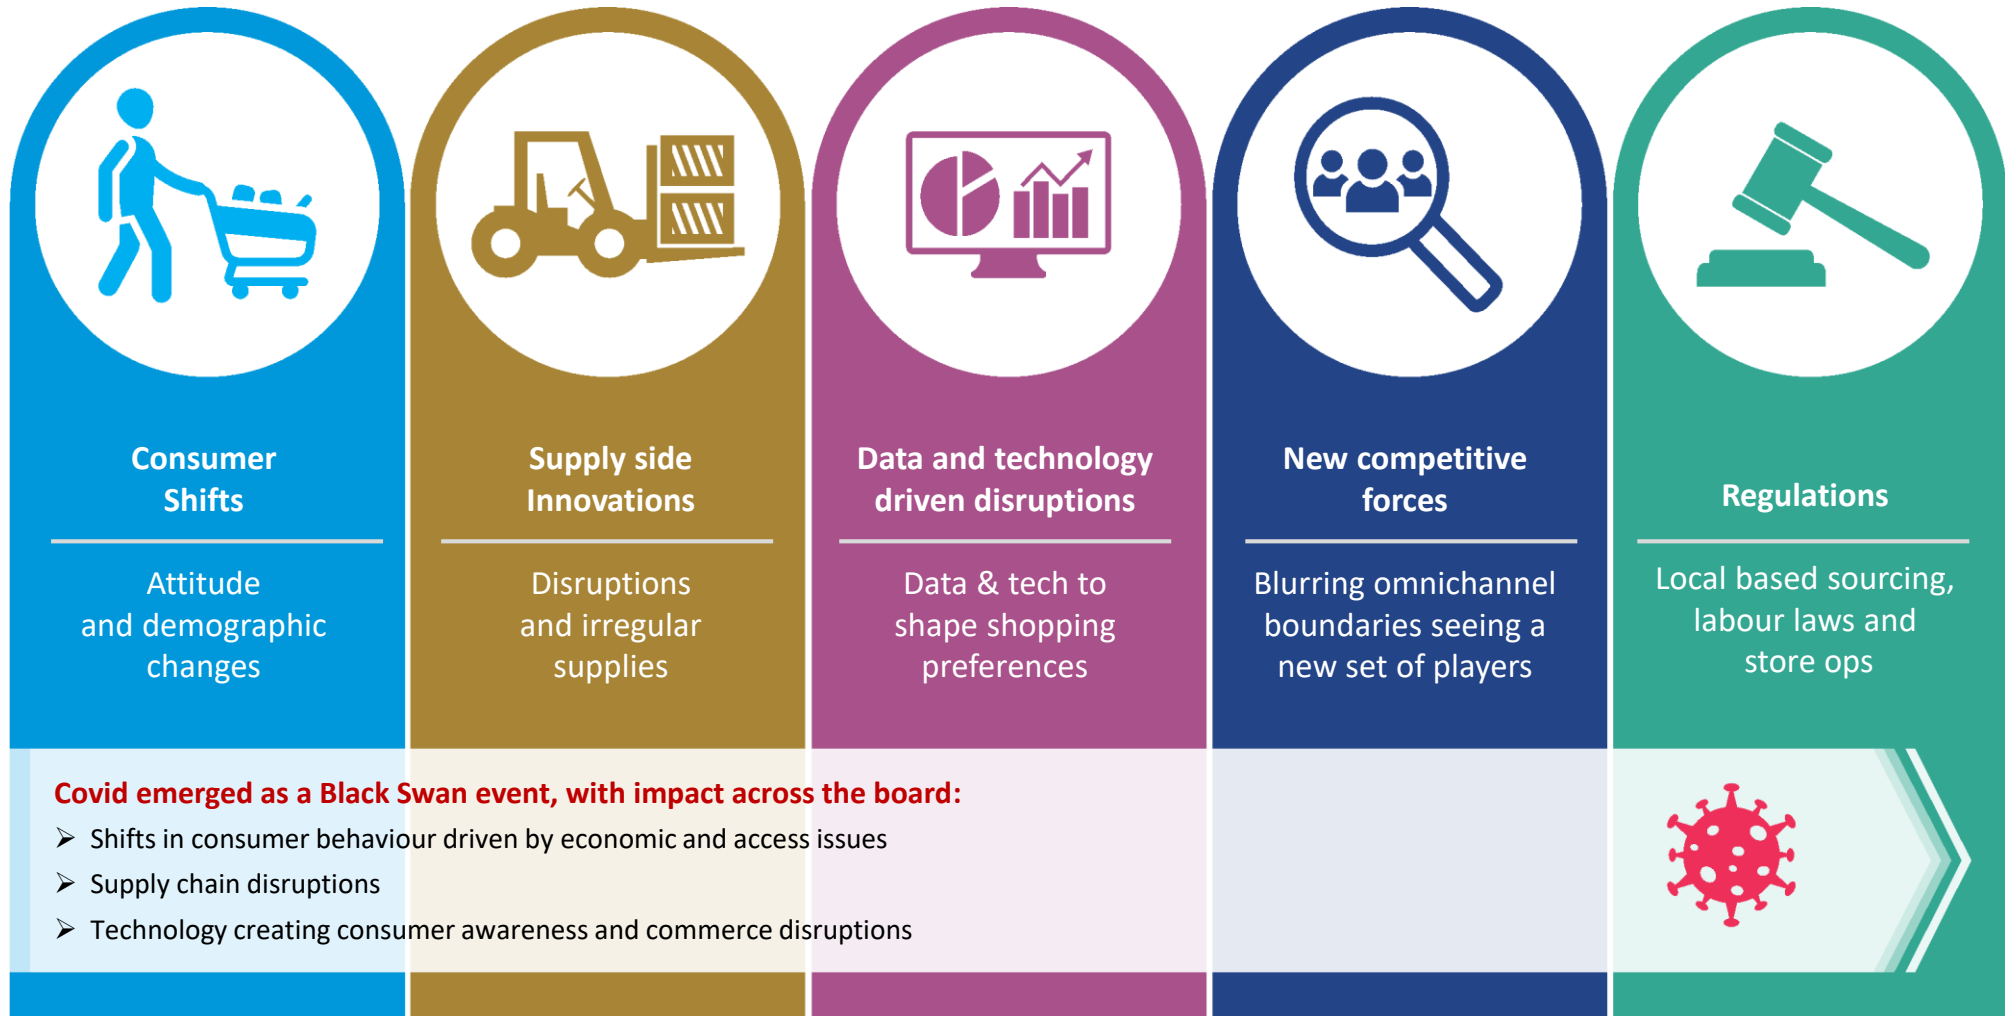 Consumer
Shifts
Attitude
and demographic
changes
Supply side
Innovations
Disruptions
and irregular
supplies
Data and technology
driven disruptions
Data & tech to
shape shopping
preferences
New competitive
forces
Blurring omnichannel
boundaries seeing a
new set of players
Regulations
Local based sourcing,
labour laws and
store ops
Covid emerged as a Black Swan event, with impact across the board:
➢ Shifts in consumer behaviour driven by economic and access issues
➢ Supply chain disruptions
➢ Technology creating consumer awareness and commerce disruptions